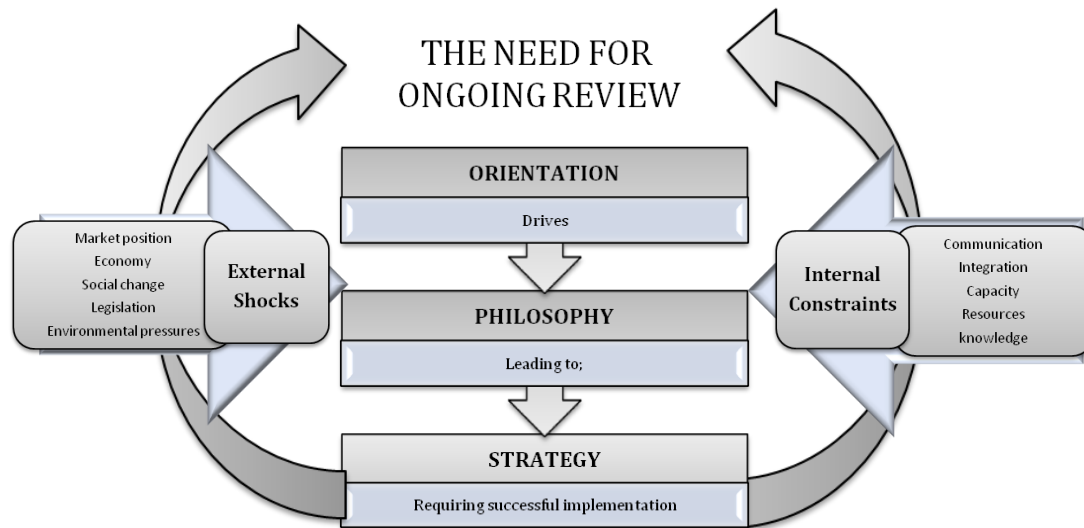 THE NEED FOR
ONGOING REVIEW
ORIENTATION
Drives
Market position
Economy
Social change
Legislation
Environmental pressures
External
Shocks
PHILOSOPHY
Leading to;
Internal
Constraints
Communication
Integration
Capacity
Resources
knowledge
STRATEGY
Requiring successful implementation